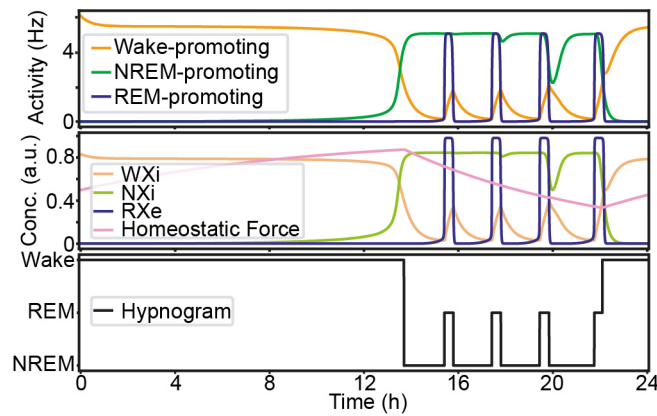 Activity (Hz)
4
0
Wake-promoting
NREM-promoting
REM-promoting
Conc. (a.u.)
0.8
0.4
0
WXi
NXi
RXe
Homeostatic Force
Wake
REM
NREM
Hypnogram
0 4 8 12 16 20 24
Time (h)